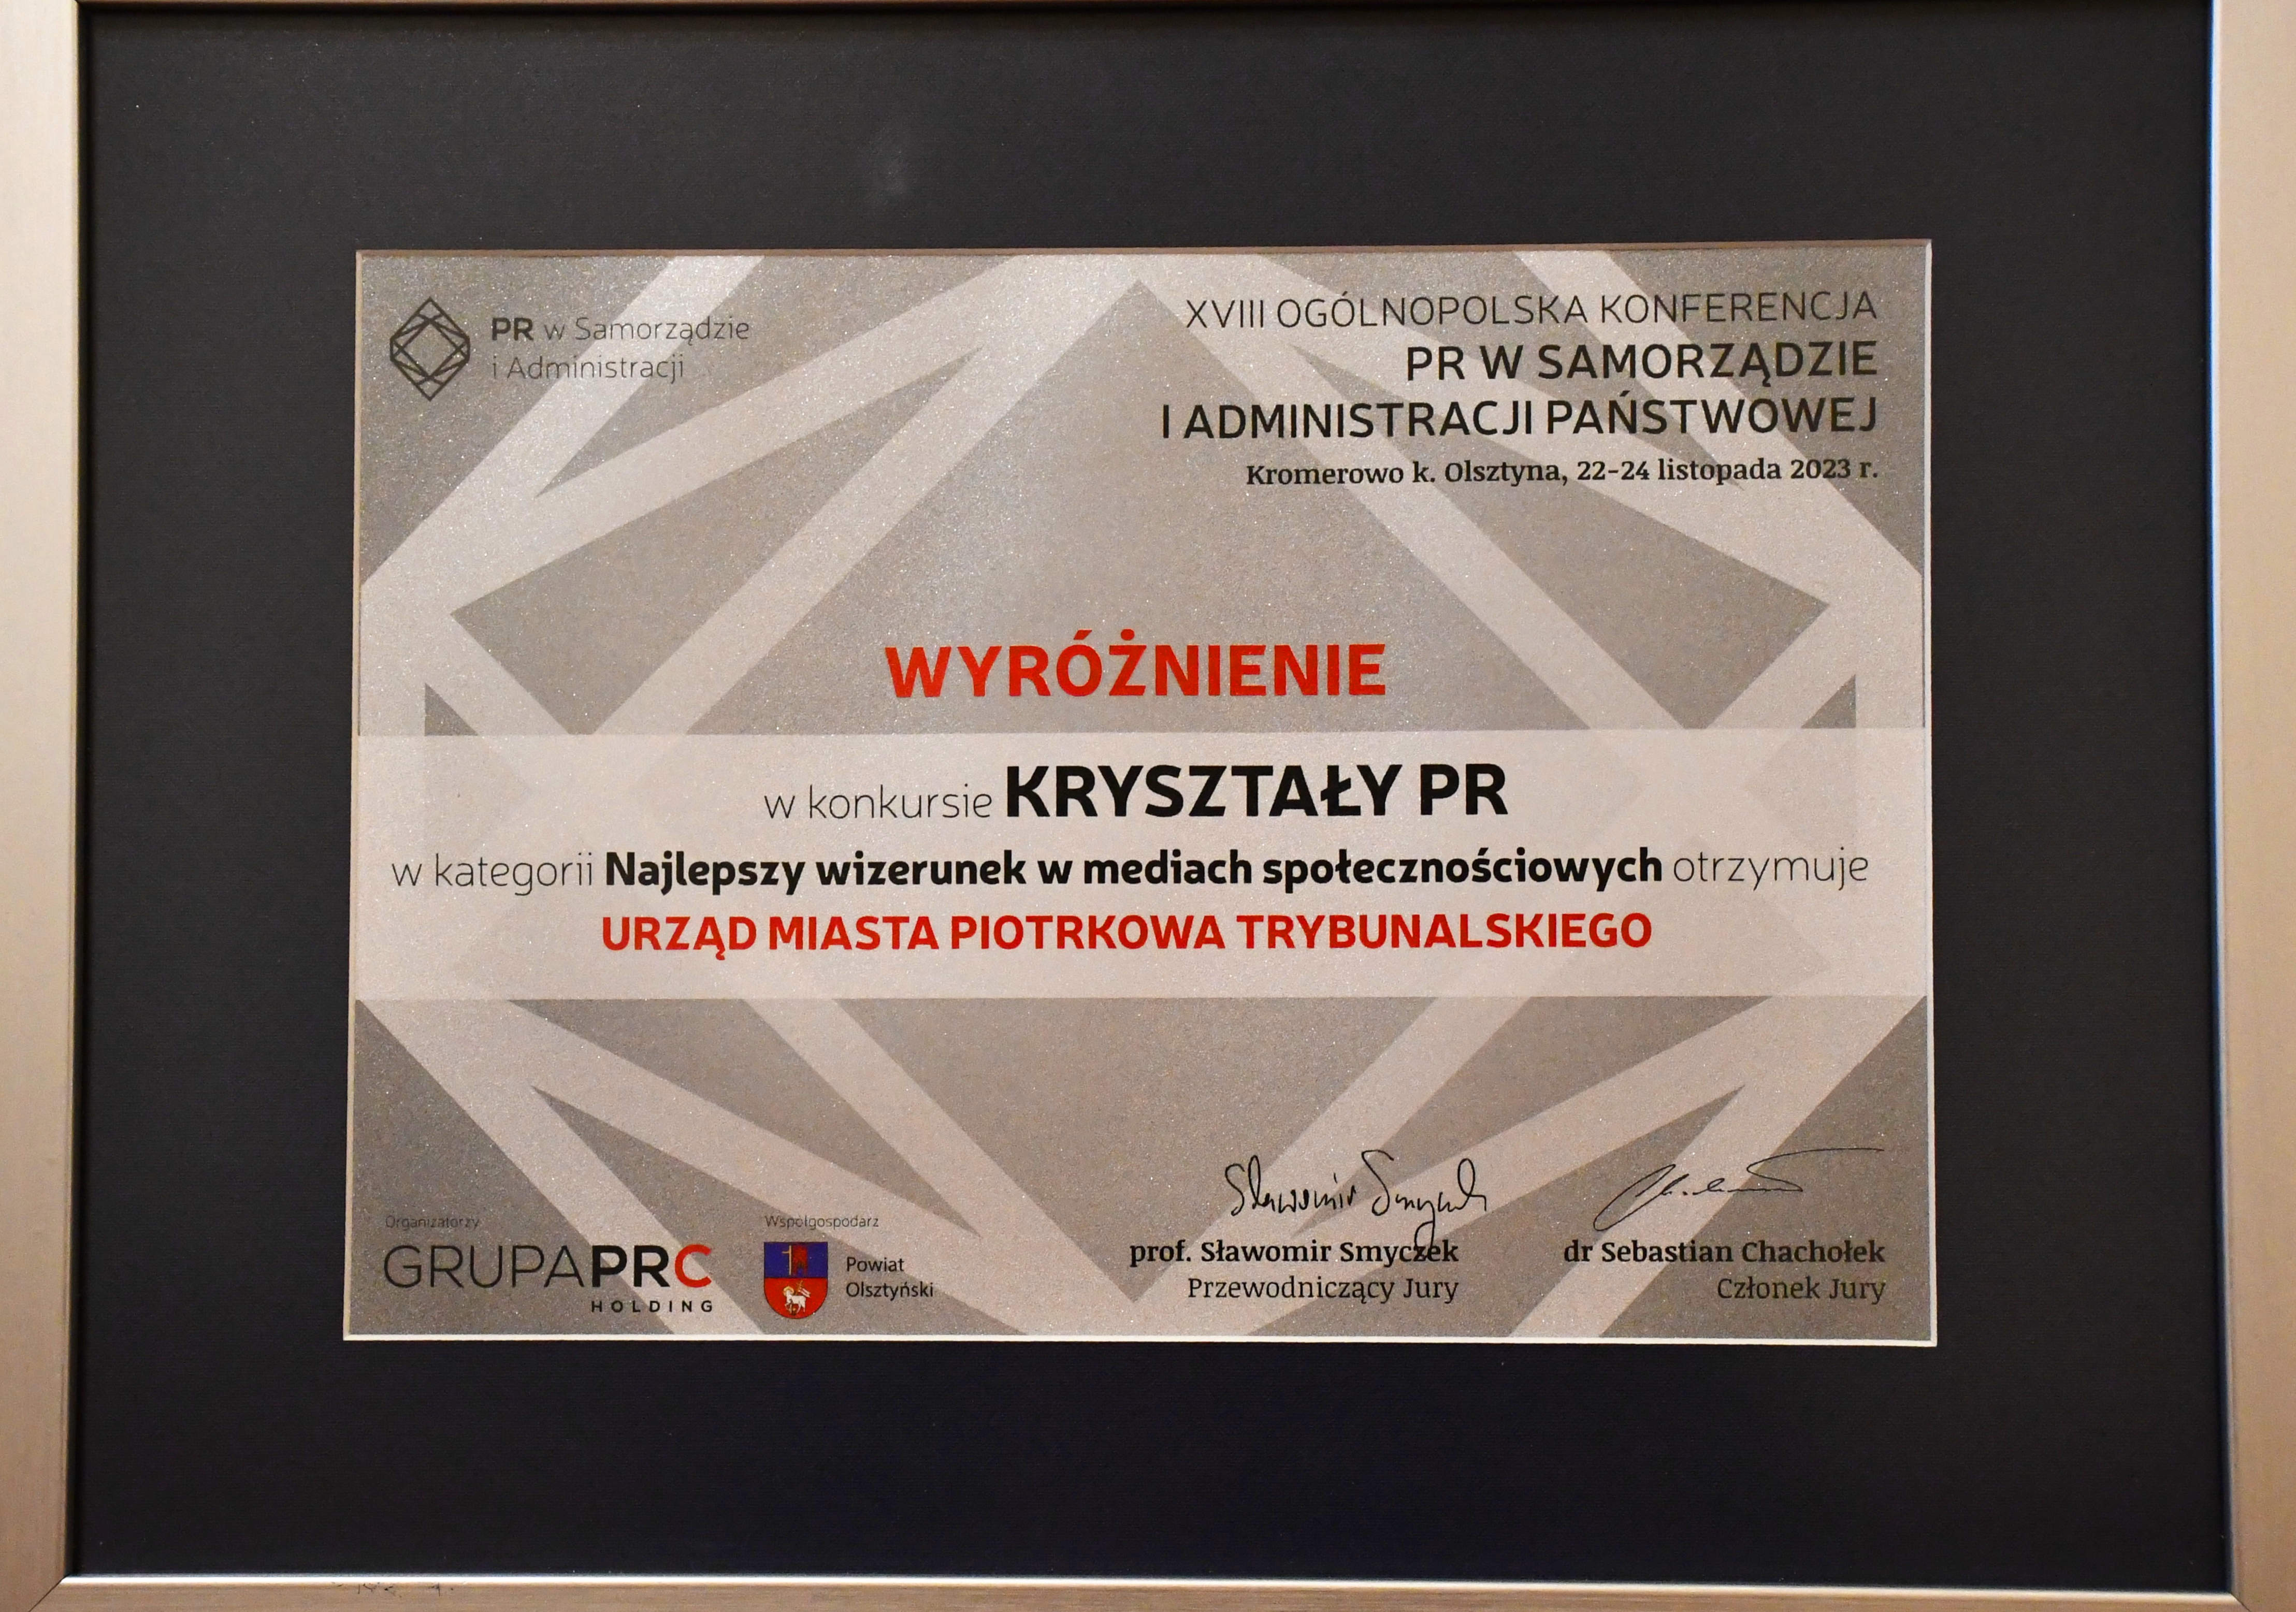 PR w Samorządzie
i Administracji
XVIII OGÓLNOPOLSKA KONFERENCJA
PR W SAMORZĄDZIE
I ADMINISTRACJI PAŃSTWOWEJ
Kromerowo k. Olsztyna, 22-24 listopada 2023 r.
WYRÓŻNIENIE
w konkursie KRYSZTAŁY PR
w kategorii Najlepszy wizerunek w mediach społecznościowych otrzymuje
URZĄD MIASTA PIOTRKOWA TRYBUNALSKIEGO
Organizatorzy
GRUPAPRC
HOLDING
Współgospodarz
Powiat
Olsztyński
Sławomir Smyczek
prof. Sławomir Smyczek
Przewodniczący Jury
dr Sebastian Chachołek
Członek Jury